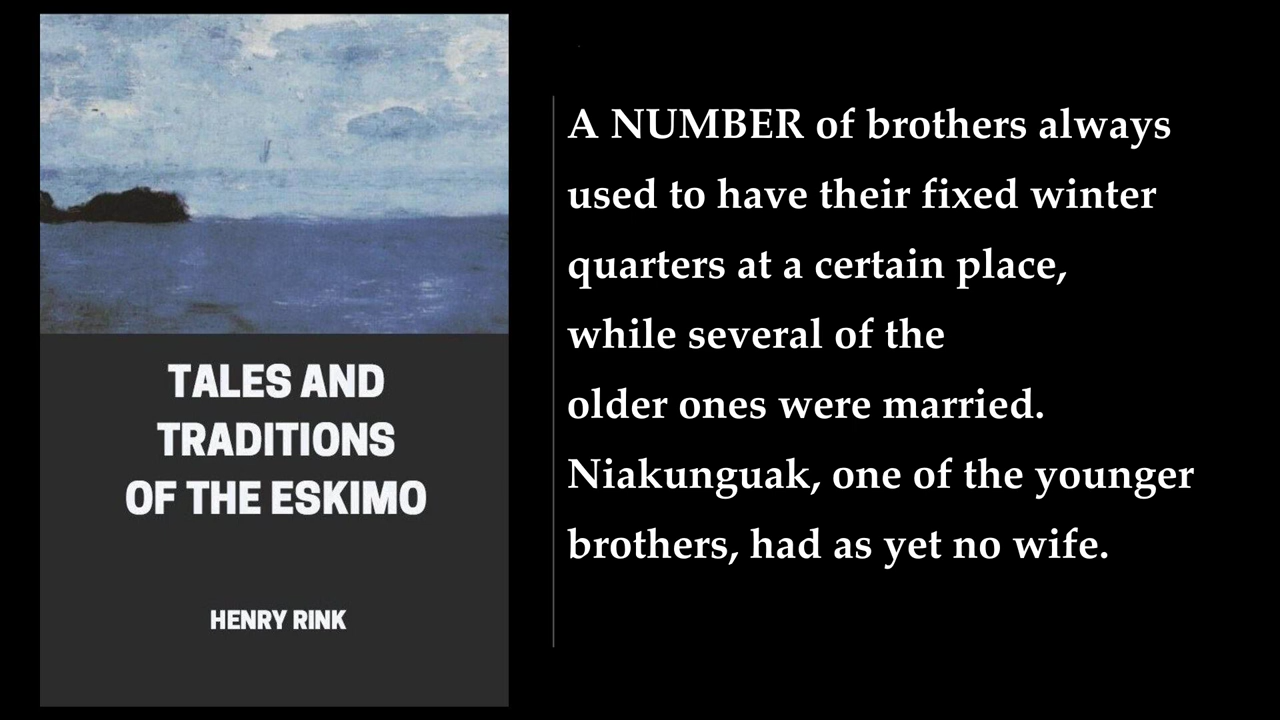 TALES AND
TRADITIONS
OF THE ESKIMO
HENRY RINK
A NUMBER of brothers always
used to have their fixed winter
quarters at a certain place,
while several of the
older ones were married.
Niakunguak, one of the younger
brothers, had as yet no wife.